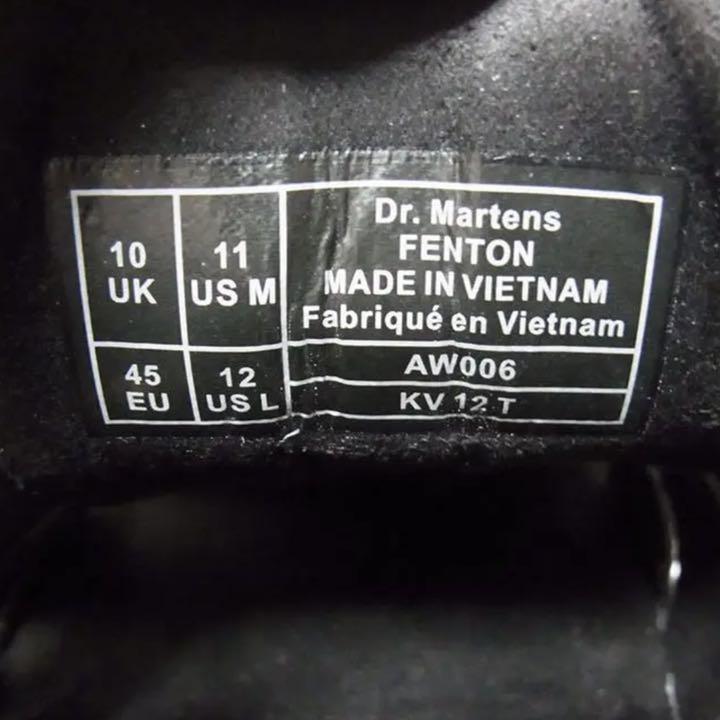 10
UK
11
US M
45
EU
12
US L
Dr. Martens
FENTON
MADE IN VIETNAM
Fabriqué en Vietnam
AW006
KV 12 T